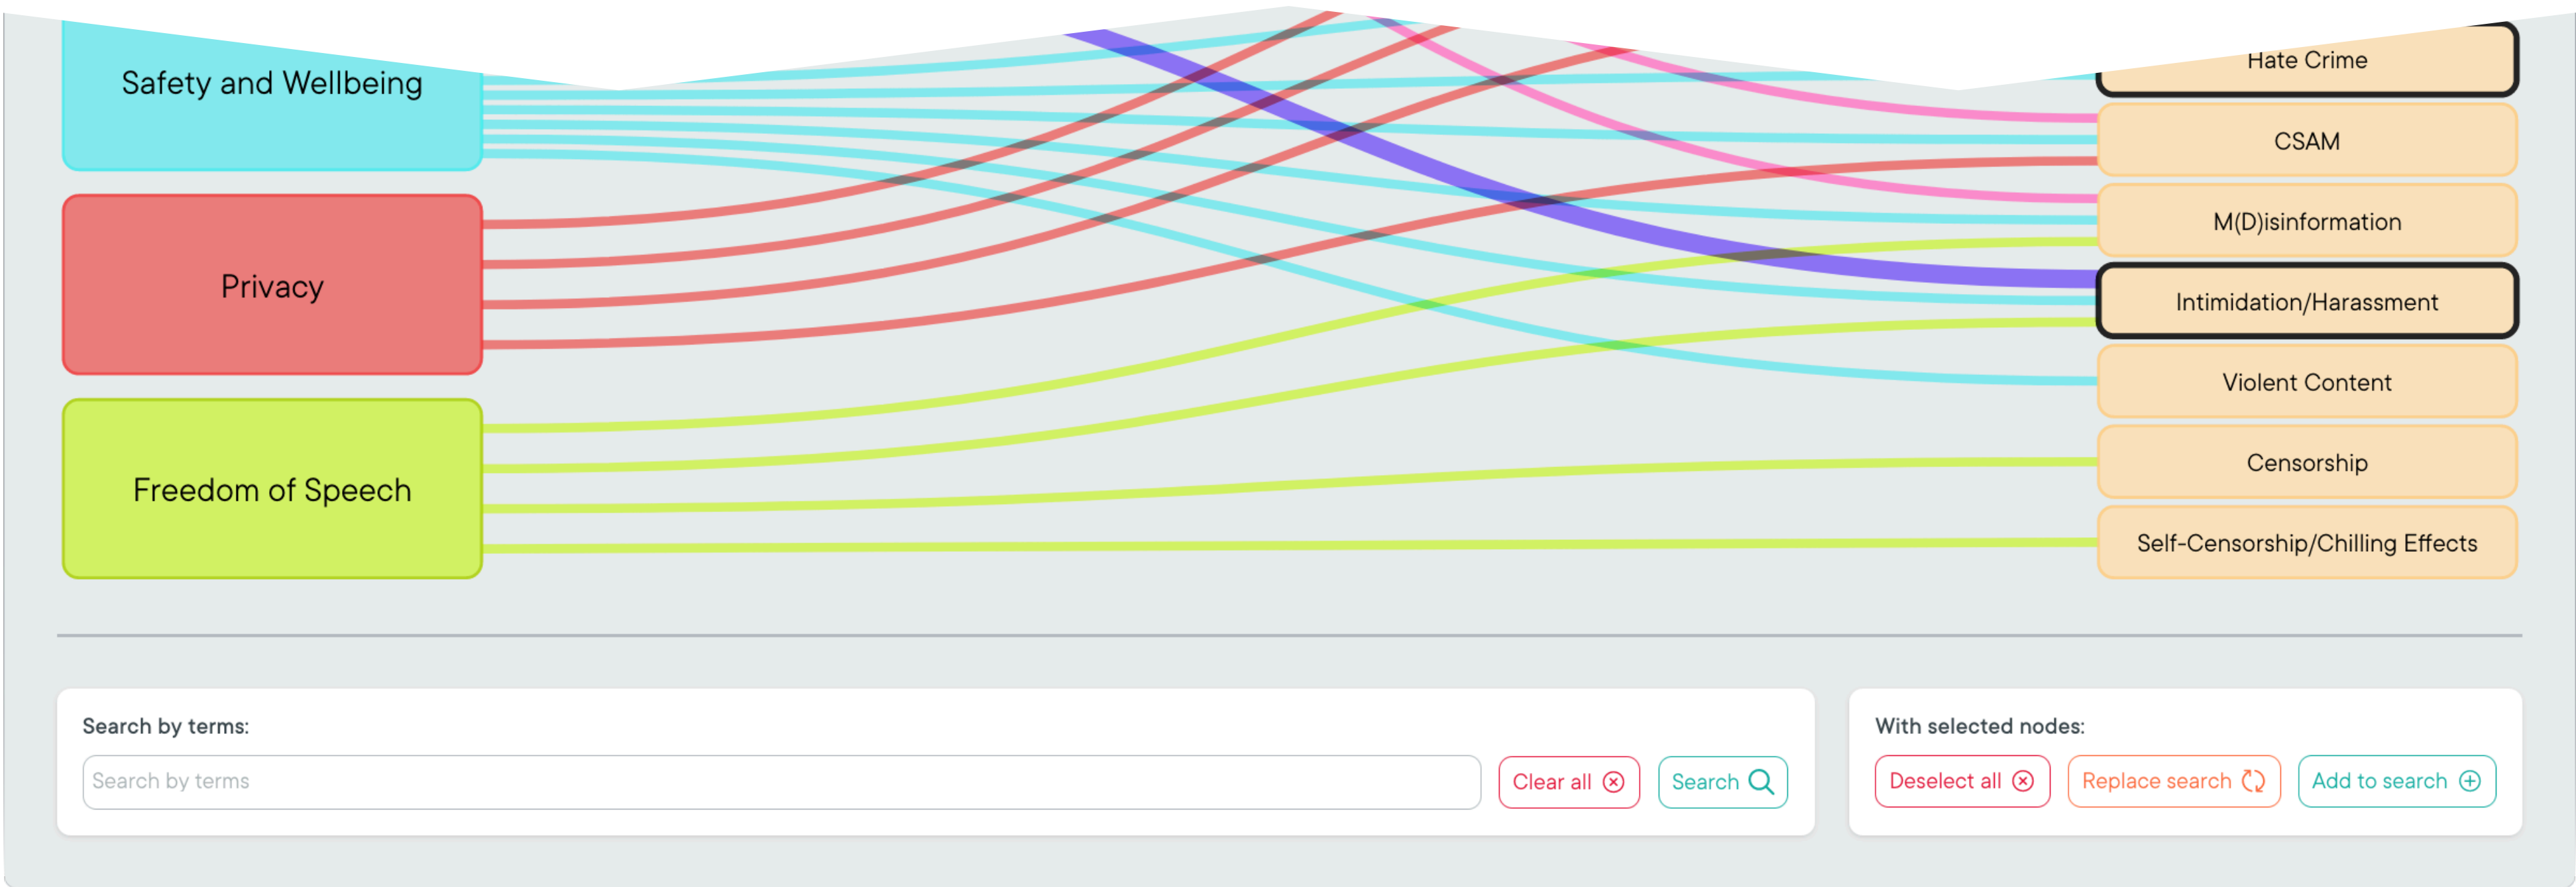 Safety and Wellbeing
Privacy
Freedom of Speech
Hate Crime
CSAM
M(D)isinformation
Intimidation/Harassment
Violent Content
Censorship
Self-Censorship/Chilling Effects
Search by terms:
Search by terms
Clear all
Search
With selected nodes:
Deselect all
Replace search
Add to search